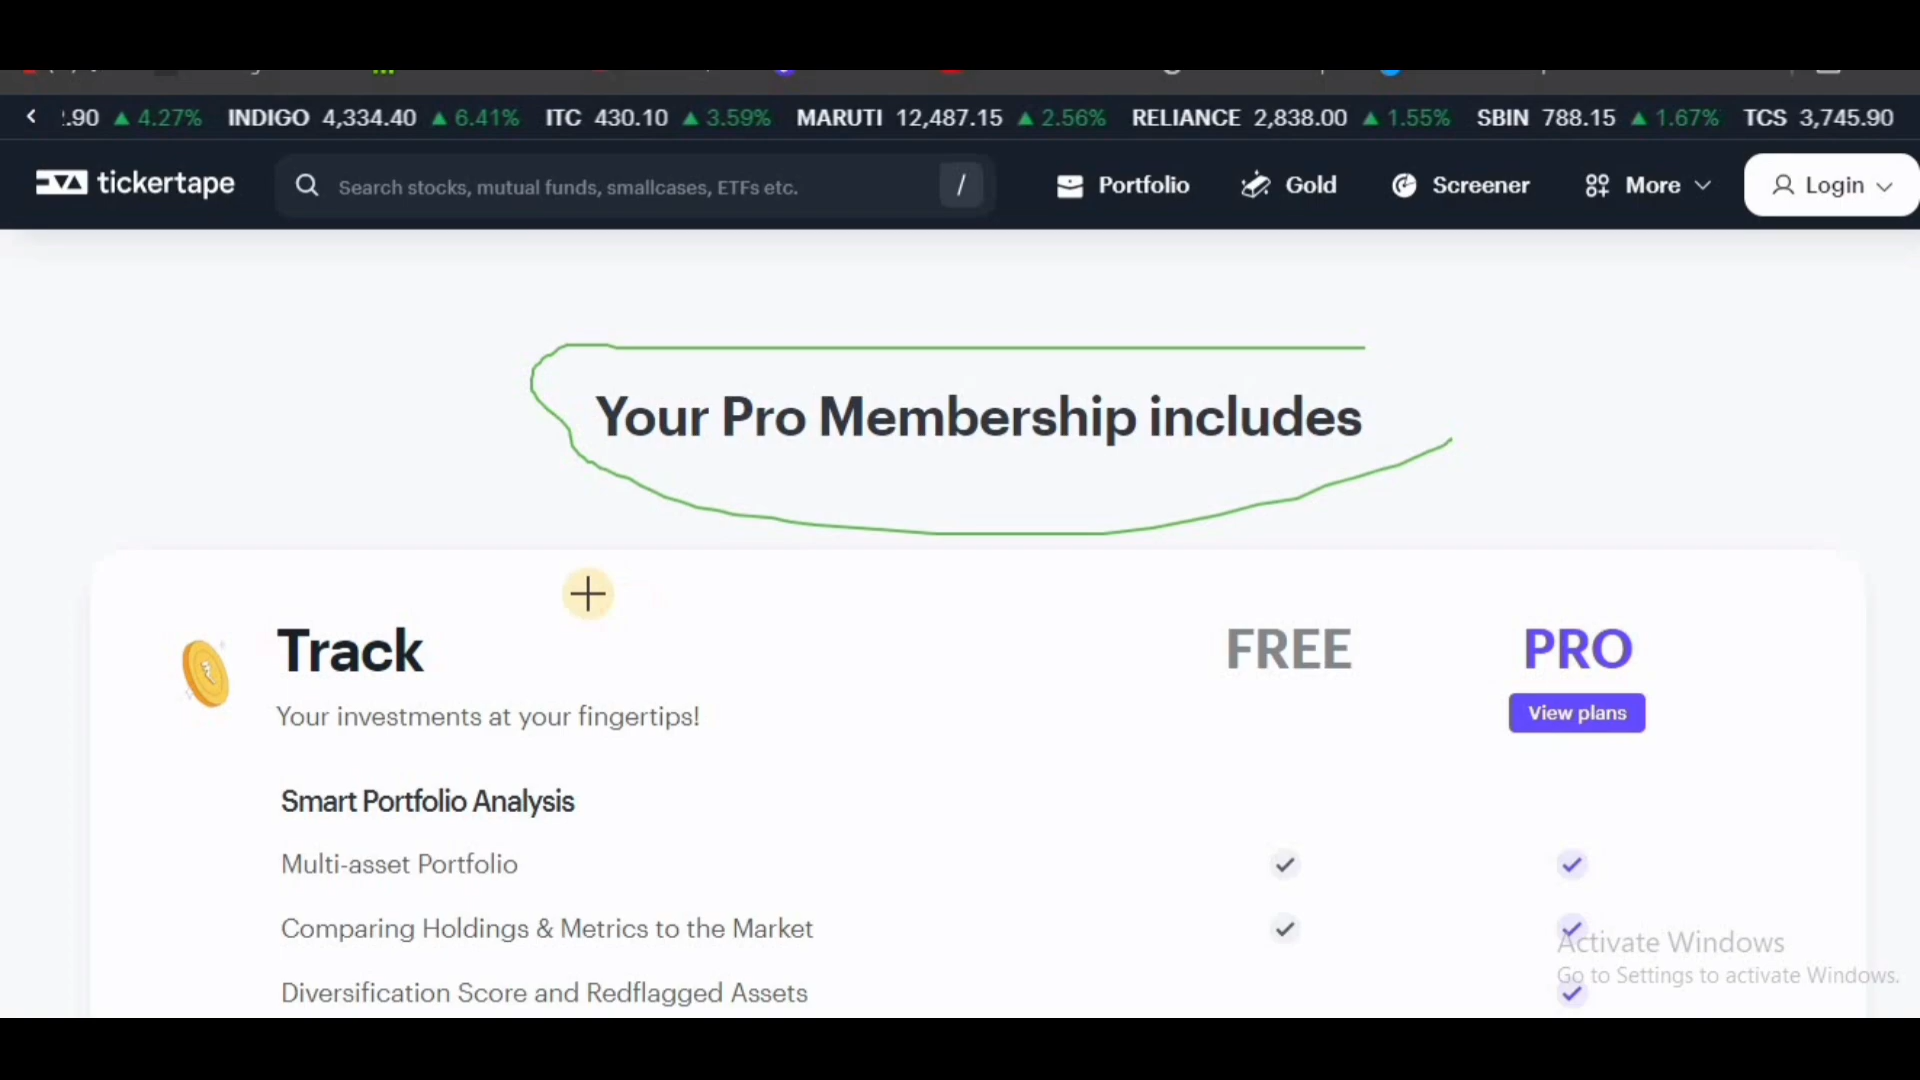 .90 ▲ 4.27% INDIGO 4,334.40 ▲ 6.41% ITC 430.10 ▲ 3.59% MARUTI 12,487.15 ▲ 2.56% RELIANCE 2,838.00 ▲ 1.55% SBIN 788.15 ▲ 1.67% TCS 3,745.90
tickertape Search stocks, mutual funds, smallcases, ETFs etc. / Portfolio Gold Screener More Login
Your Pro Membership includes
Track FREE PRO
Your investments at your fingertips! View plans
Smart Portfolio Analysis
Multi-asset Portfolio
Comparing Holdings & Metrics to the Market
Activate Windows
Go to Settings to activate Windows.
Diversification Score and Redflagged Assets